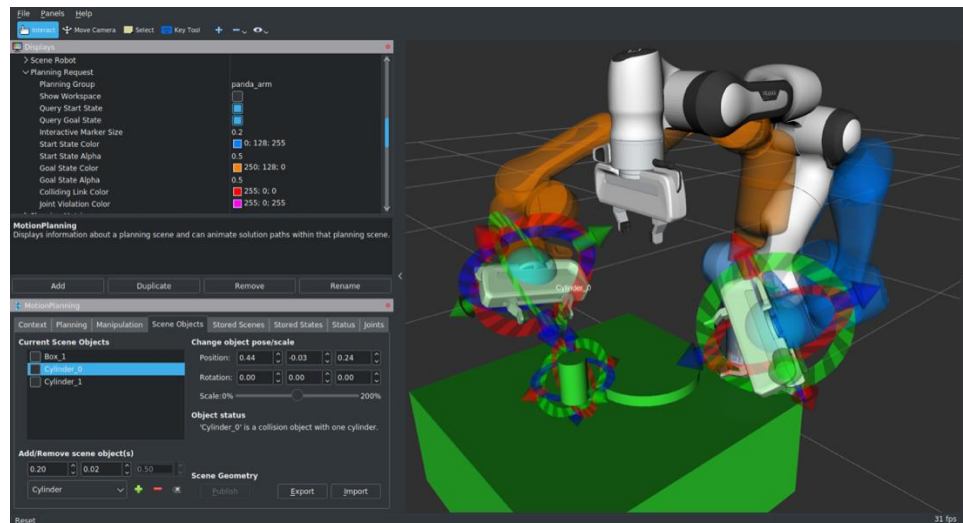 File Panels Help
Interact Move Camera Select Key Tool
Displays
Scene Robot
Planning Request
Planning Group panda_arm
Show Workspace
Query Start State
Query Goal State
Interactive Marker Size 0.2
Start State Color 0; 128; 255
Start State Alpha 0.5
Goal State Color 250; 128; 0
Goal State Alpha 0.5
Colliding Link Color 255; 0; 0
Joint Violation Color 255; 0; 255
MotionPlanning
Displays information about a planning scene and can animate solution paths within that planning scene.
Add Duplicate Remove Rename
MotionPlanning
Context Planning Manipulation Scene Objects Stored Scenes Stored States Status Joints
Current Scene Objects
Box_1
Cylinder_0
Cylinder_1
Change object pose/scale
Position: 0.44 -0.03 0.24
Rotation: 0.00 0.00 0.00
Scale: 0% 200%
Object status
'Cylinder_0' is a collision object with one cylinder.
Add/Remove scene object(s)
0.20 0.02 0.50
Cylinder
Scene Geometry
Publish Export Import
Reset
Cylinder_0
31 fps